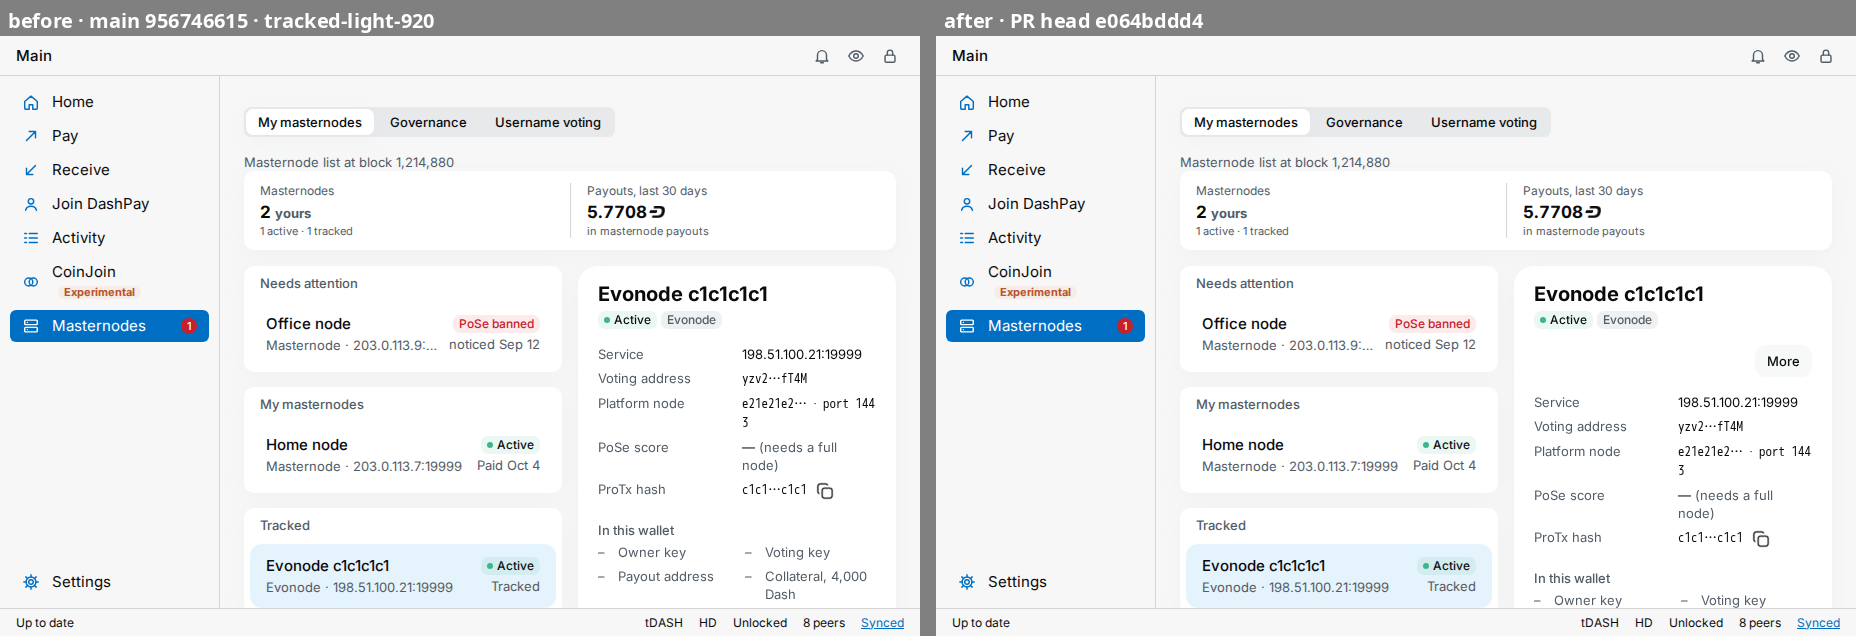 before · main 956746615 · tracked-light-920
Main
Home
Pay
Receive
Join DashPay
Activity
CoinJoin
Experimental
Masternodes 1
Settings
My masternodes Governance Username voting
Masternode list at block 1,214,880
Masternodes
2 yours
1 active · 1 tracked
Payouts, last 30 days
5.7708
in masternode payouts
Needs attention
Office node PoSe banned
Masternode · 203.0.113.9:... noticed Sep 12
My masternodes
Home node Active
Masternode · 203.0.113.7:19999 Paid Oct 4
Tracked
Evonode c1c1c1c1 Active
Evonode · 198.51.100.21:19999 Tracked
Evonode c1c1c1c1
Active Evonode
Service 198.51.100.21:19999
Voting address yzv2···fT4M
Platform node e21e21e2··· · port 144
3
PoSe score — (needs a full
node)
ProTx hash c1c1···c1c1
In this wallet
– Owner key – Voting key
– Payout address – Collateral, 4,000
Dash
Up to date tDASH HD Unlocked 8 peers Synced
after · PR head e064bddd4
Main
Home
Pay
Receive
Join DashPay
Activity
CoinJoin
Experimental
Masternodes 1
Settings
My masternodes Governance Username voting
Masternode list at block 1,214,880
Masternodes
2 yours
1 active · 1 tracked
Payouts, last 30 days
5.7708
in masternode payouts
Needs attention
Office node PoSe banned
Masternode · 203.0.113.9:... noticed Sep 12
My masternodes
Home node Active
Masternode · 203.0.113.7:19999 Paid Oct 4
Tracked
Evonode c1c1c1c1 Active
Evonode · 198.51.100.21:19999 Tracked
Evonode c1c1c1c1
Active Evonode
More
Service 198.51.100.21:19999
Voting address yzv2···fT4M
Platform node e21e21e2··· · port 144
3
PoSe score — (needs a full
node)
ProTx hash c1c1···c1c1
In this wallet
– Owner key – Voting key
Up to date tDASH HD Unlocked 8 peers Synced